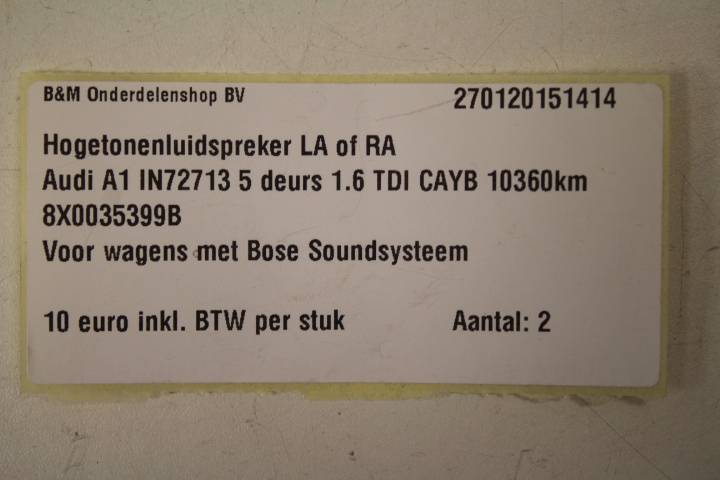 B&M Onderdelenshop BV 270120151414
Hogetonenluidspreker LA of RA
Audi A1 IN72713 5 deurs 1.6 TDI CAYB 10360km
8X0035399B
Voor wagens met Bose Soundsysteem
10 euro inkl. BTW per stuk Aantal: 2